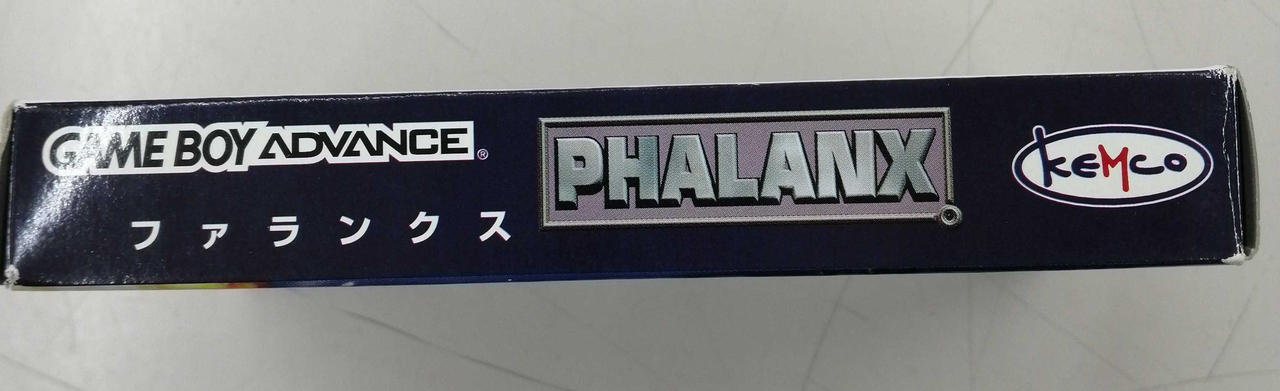 GAME BOY ADVANCE®
ファランクス
PHALANX
KEMCO